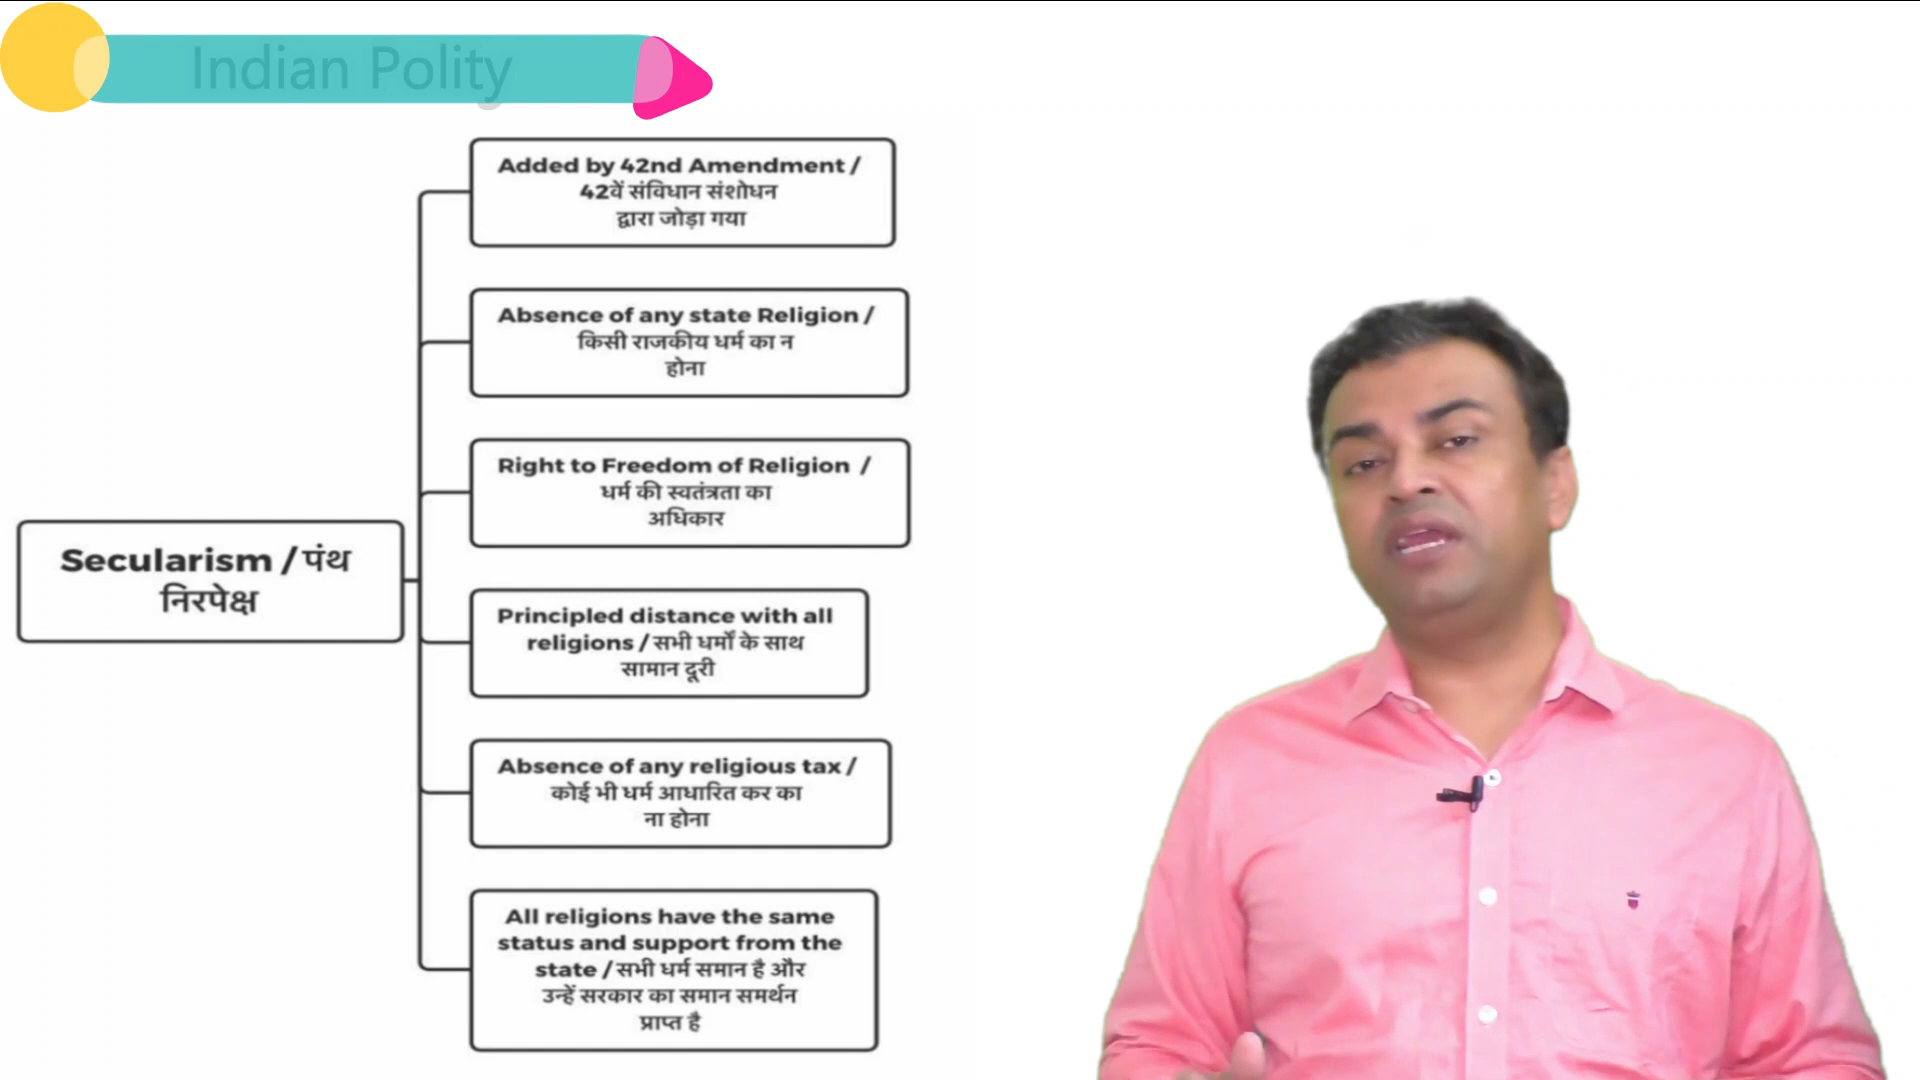 Indian Polity
Added by 42nd Amendment /
42वें संविधान संशोधन
द्वारा जोड़ा गया
Absence of any state Religion /
किसी राजकीय धर्म का न
होना
Right to Freedom of Religion /
धर्म की स्वतंत्रता का
अधिकार
Secularism / पंथ
निरपेक्ष
Principled distance with all
religions / सभी धर्मों के साथ
सामान दूरी
Absence of any religious tax /
कोई भी धर्म आधारित कर का
ना होना
All religions have the same
status and support from the
state / सभी धर्म समान है और
उन्हें सरकार का समान समर्थन
प्राप्त है